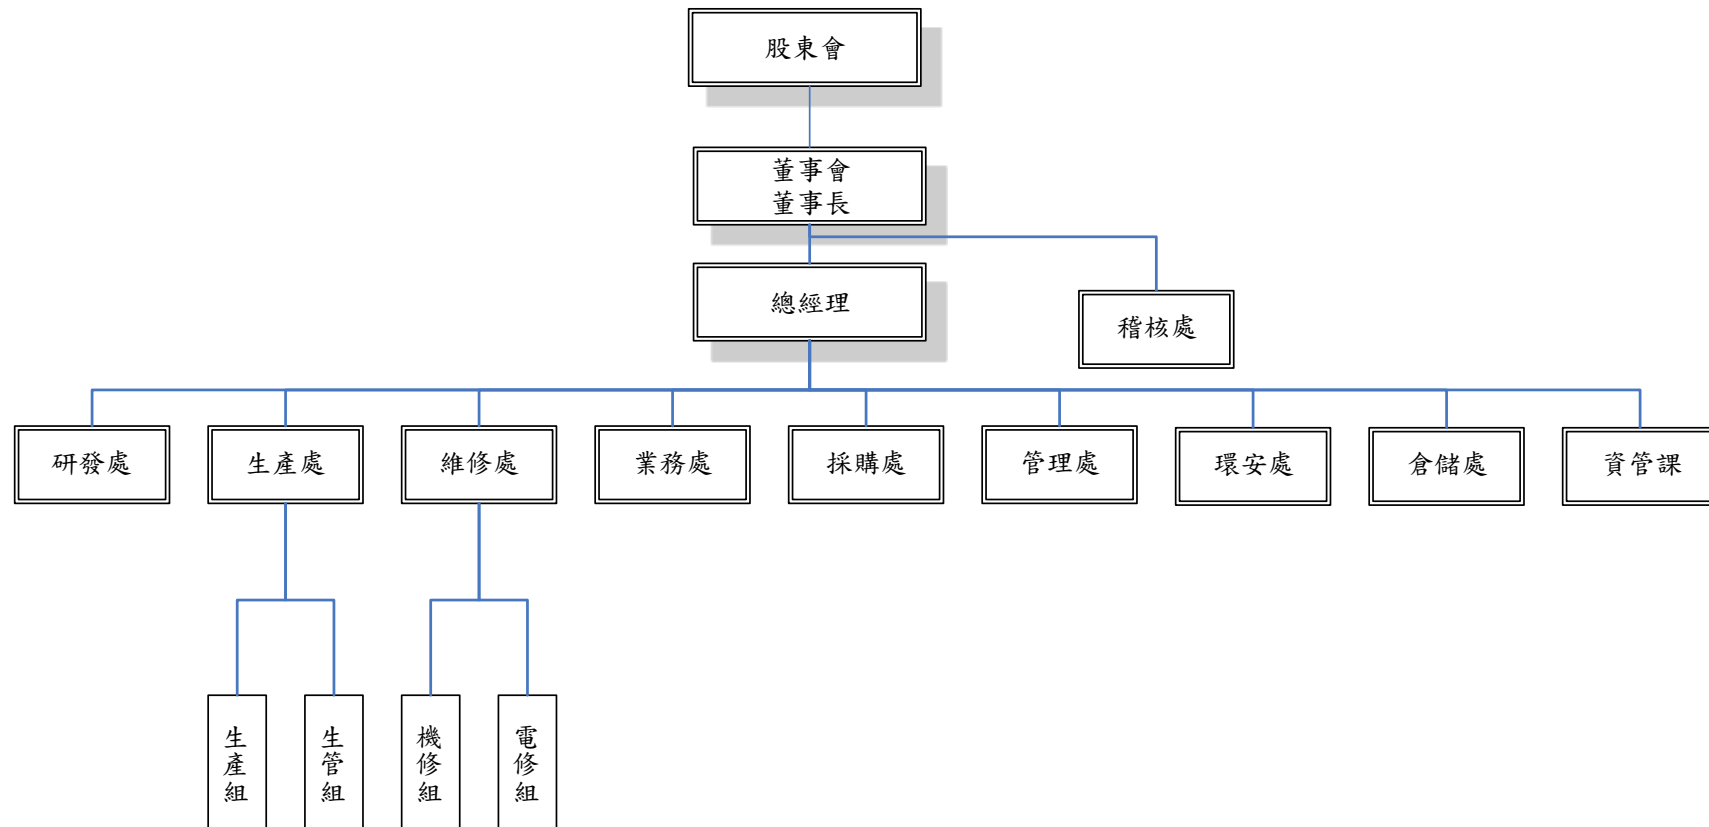 股東會
董事會
董事長
總經理
稽核處
研發處
生產處
維修處
業務處
採購處
管理處
環安處
倉儲處
資管課
生產組
生管組
機修組
電修組